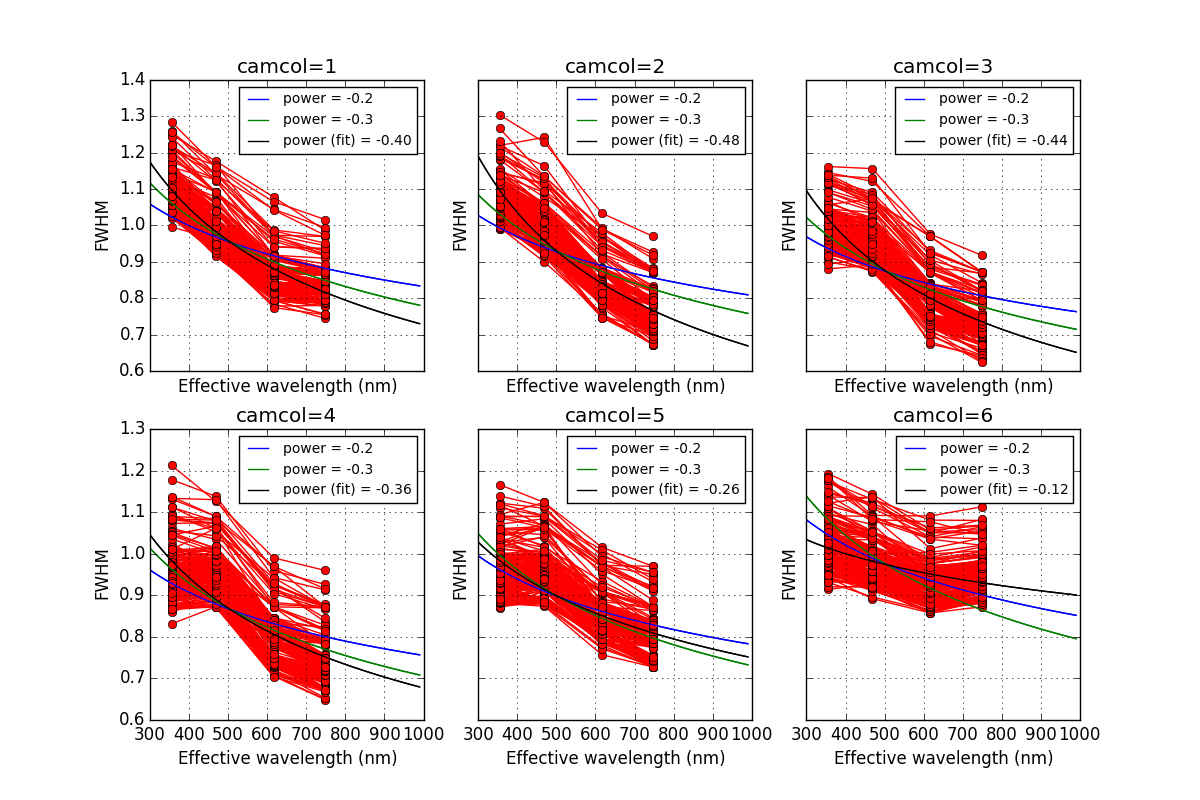 camcol=1
camcol=2
camcol=3
1.4
1.3
1.2
1.1
1.0
0.9
0.8
0.7
0.6
FWHM
power = -0.2
power = -0.3
power (fit) = -0.40
Effective wavelength (nm)
FWHM
power = -0.2
power = -0.3
power (fit) = -0.48
Effective wavelength (nm)
FWHM
power = -0.2
power = -0.3
power (fit) = -0.44
Effective wavelength (nm)
camcol=4
camcol=5
camcol=6
1.3
1.2
1.1
1.0
0.9
0.8
0.7
0.6
FWHM
power = -0.2
power = -0.3
power (fit) = -0.36
300 400 500 600 700 800 900 1000
Effective wavelength (nm)
FWHM
power = -0.2
power = -0.3
power (fit) = -0.26
300 400 500 600 700 800 900 1000
Effective wavelength (nm)
FWHM
power = -0.2
power = -0.3
power (fit) = -0.12
300 400 500 600 700 800 900 1000
Effective wavelength (nm)